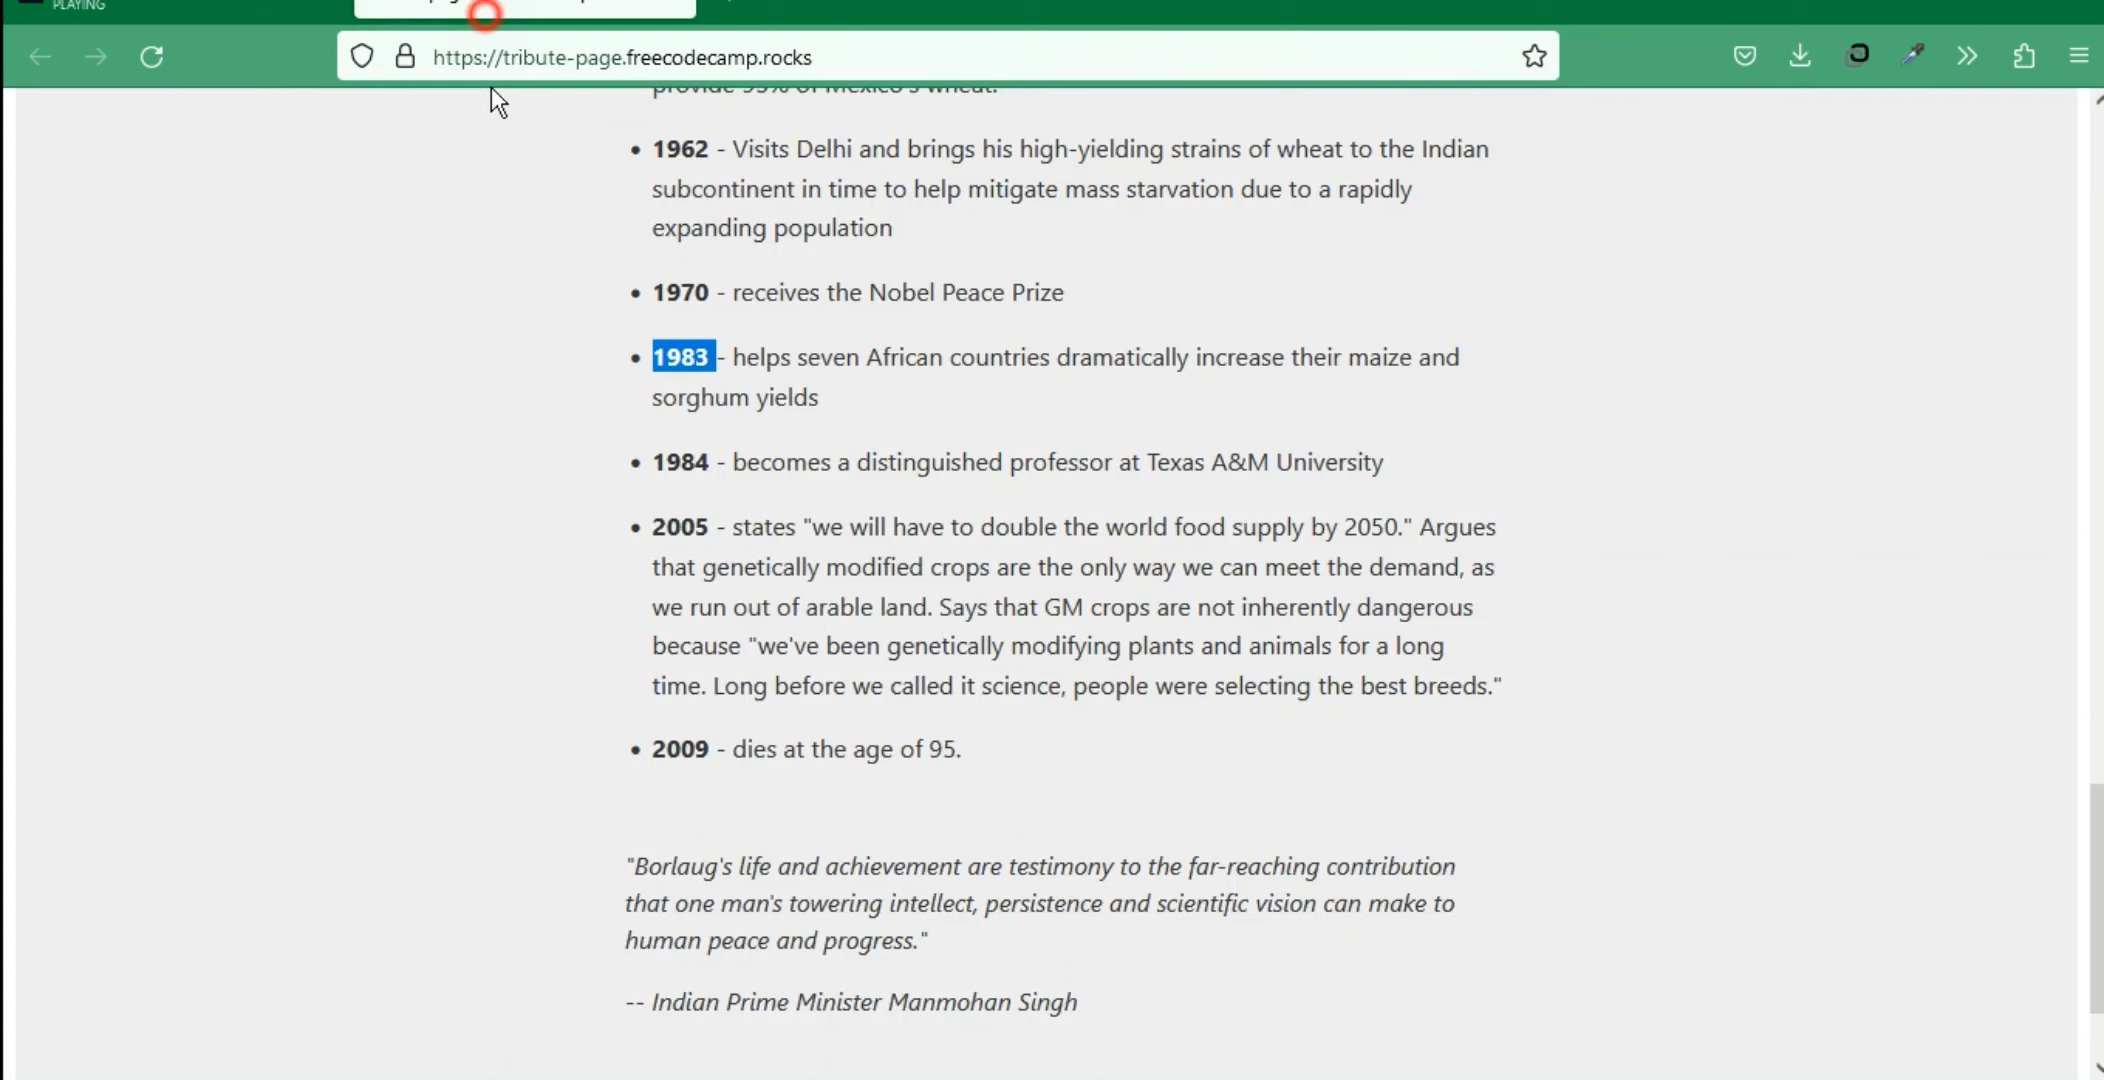 PLAYING
https://tribute-page.freecodecamp.rocks
provide 95% of Mexico's wheat.
• 1962 - Visits Delhi and brings his high-yielding strains of wheat to the Indian
subcontinent in time to help mitigate mass starvation due to a rapidly
expanding population
• 1970 - receives the Nobel Peace Prize
• 1983 - helps seven African countries dramatically increase their maize and
sorghum yields
• 1984 - becomes a distinguished professor at Texas A&M University
• 2005 - states "we will have to double the world food supply by 2050." Argues
that genetically modified crops are the only way we can meet the demand, as
we run out of arable land. Says that GM crops are not inherently dangerous
because "we've been genetically modifying plants and animals for a long
time. Long before we called it science, people were selecting the best breeds."
• 2009 - dies at the age of 95.
"Borlaug's life and achievement are testimony to the far-reaching contribution
that one man's towering intellect, persistence and scientific vision can make to
human peace and progress."
-- Indian Prime Minister Manmohan Singh